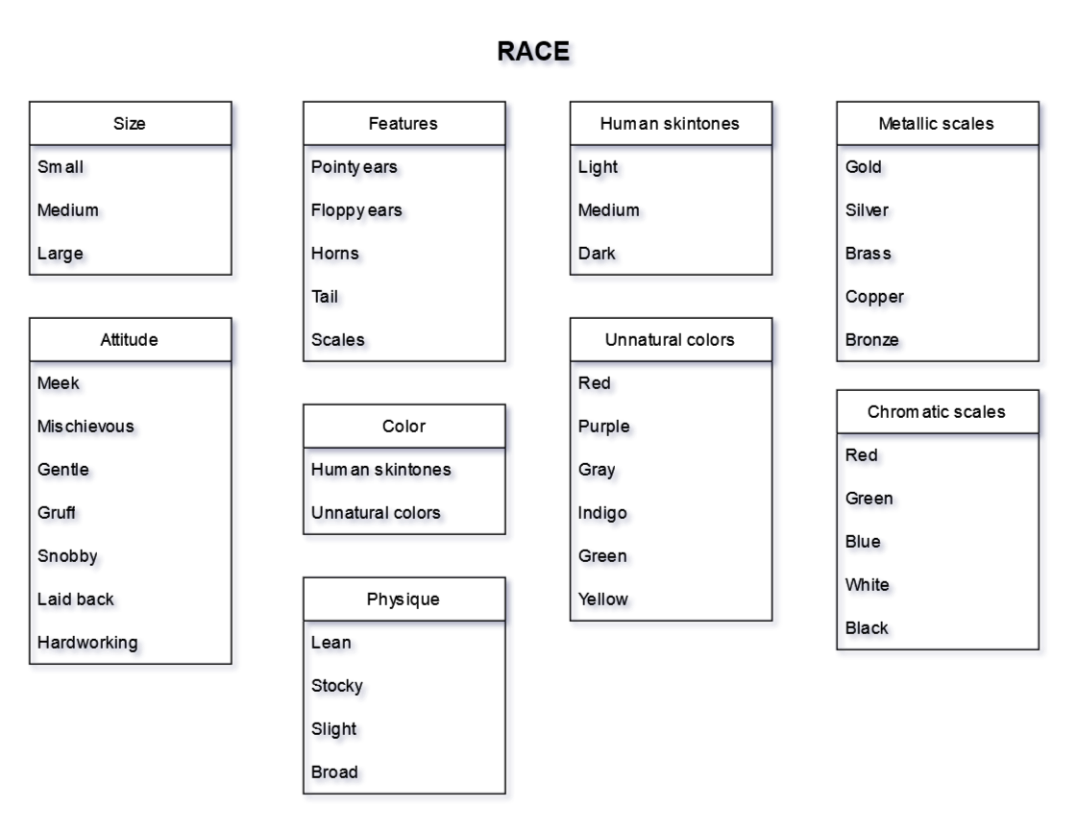 RACE
Size
Small
Medium
Large
Attitude
Meek
Mischievous
Gentle
Gruff
Snobby
Laid back
Hardworking
Features
Pointy ears
Floppy ears
Horns
Tail
Scales
Color
Human skintones
Unnatural colors
Physique
Lean
Stocky
Slight
Broad
Human skintones
Light
Medium
Dark
Unnatural colors
Red
Purple
Gray
Indigo
Green
Yellow
Metallic scales
Gold
Silver
Brass
Copper
Bronze
Chromatic scales
Red
Green
Blue
White
Black